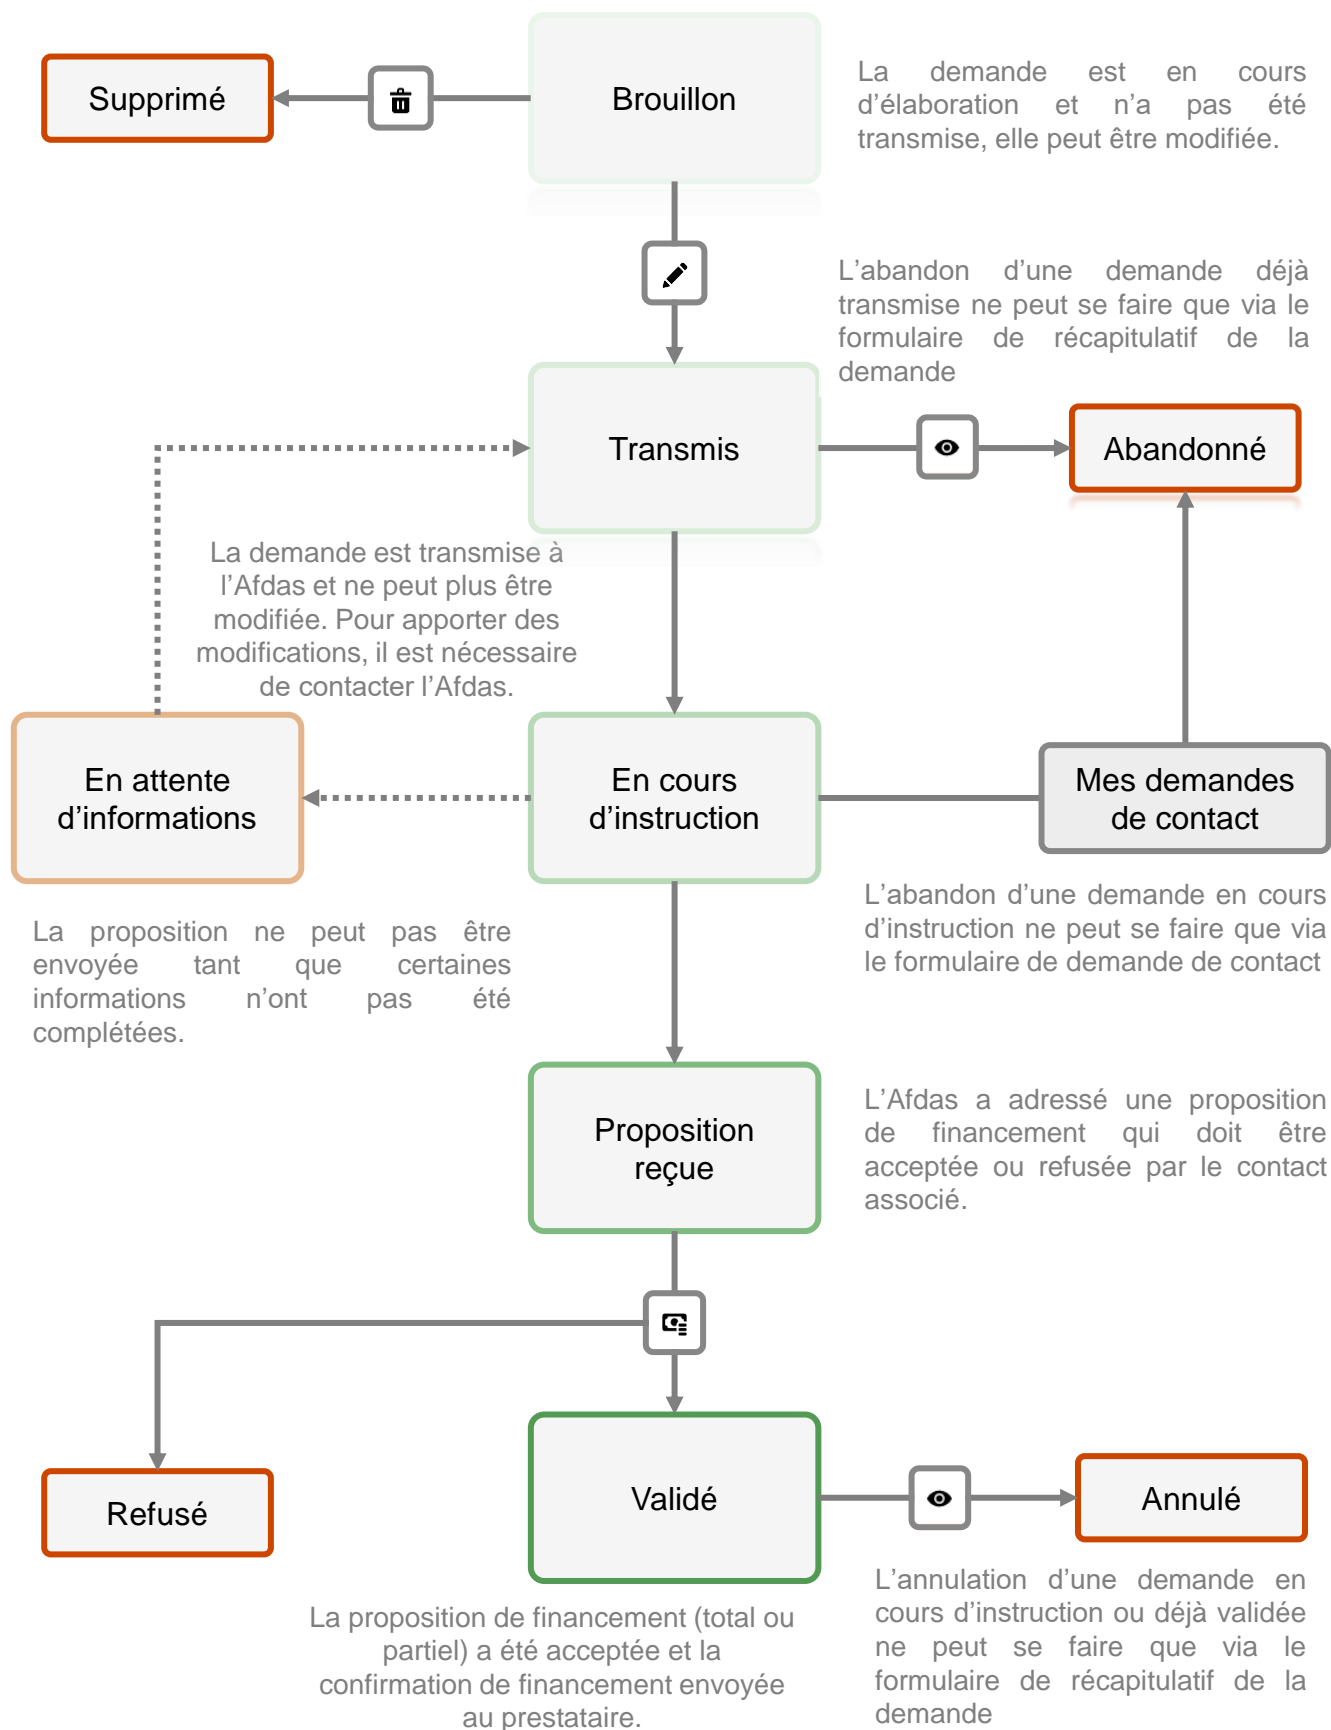 Supprimé
Brouillon
La demande est en cours
d’élaboration et n’a pas été
transmise, elle peut être modifiée.
L’abandon d’une demande déjà
transmise ne peut se faire que via le
formulaire de récapitulatif de la
demande
Transmis
Abandonné
La demande est transmise à
l’Afdas et ne peut plus être
modifiée. Pour apporter des
modifications, il est nécessaire
de contacter l’Afdas.
En attente
d’informations
En cours
d’instruction
Mes demandes
de contact
La proposition ne peut pas être
envoyée tant que certaines
informations n’ont pas été
complétées.
L’abandon d’une demande en cours
d’instruction ne peut se faire que via
le formulaire de demande de contact
Proposition
reçue
L’Afdas a adressé une proposition
de financement qui doit être
acceptée ou refusée par le contact
associé.
Refusé
Validé
Annulé
La proposition de financement (total ou
partiel) a été acceptée et la
confirmation de financement envoyée
au prestataire.
L’annulation d’une demande en
cours d’instruction ou déjà validée
ne peut se faire que via le
formulaire de récapitulatif de la
demande